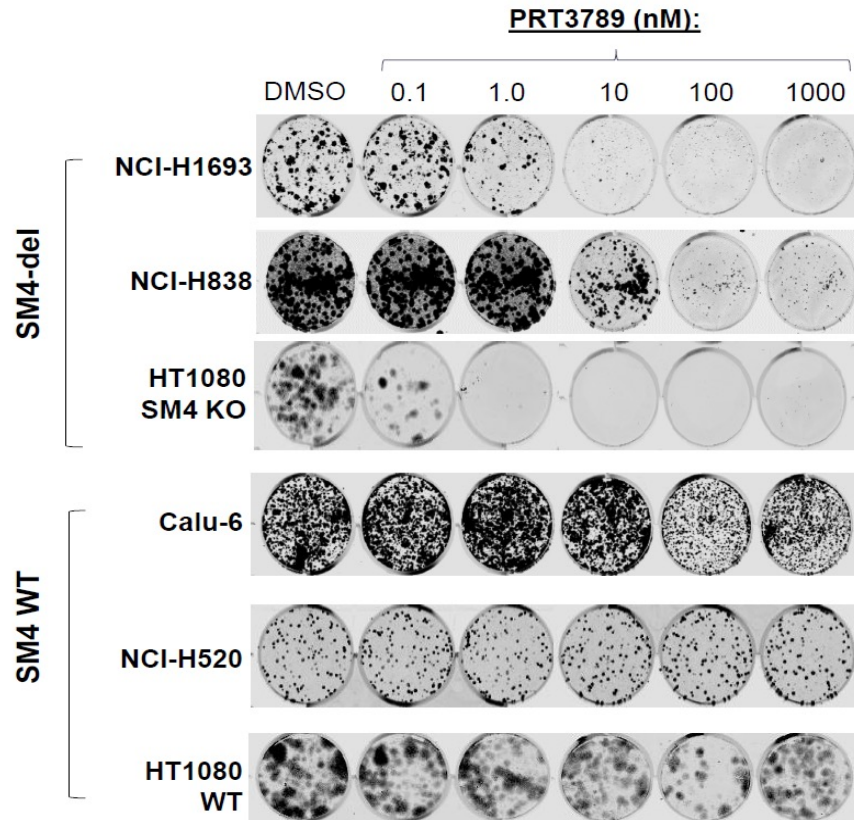 PRT3789 (nM):
DMSO 0.1 1.0 10 100 1000
SM4-del
NCI-H1693
NCI-H838
HT1080
SM4 KO
SM4 WT
Calu-6
NCI-H520
HT1080
WT